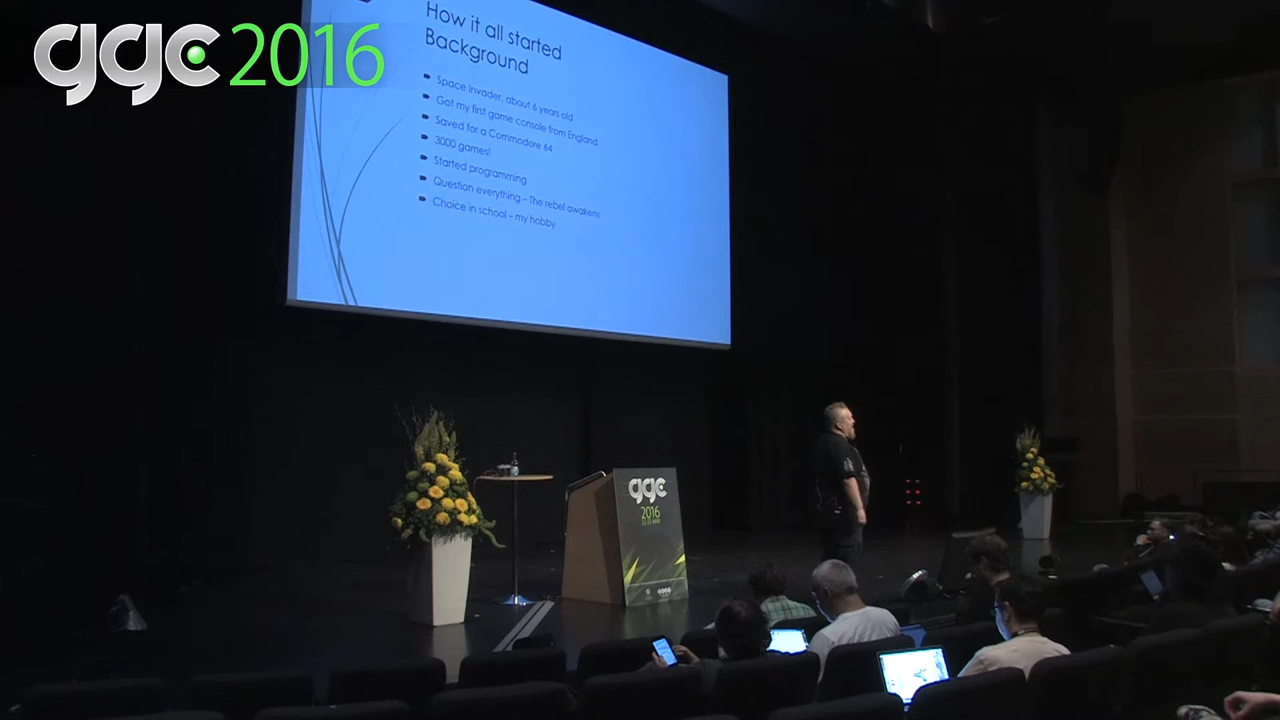 ggc 2016
How it all started
Background
Space Invader, about 6 years old
Got my first game console from England
Saved for a Commodore 64
3000 games!
Started programming
Question everything – The rebel awakens
Choice in school – my hobby
ggc
2016